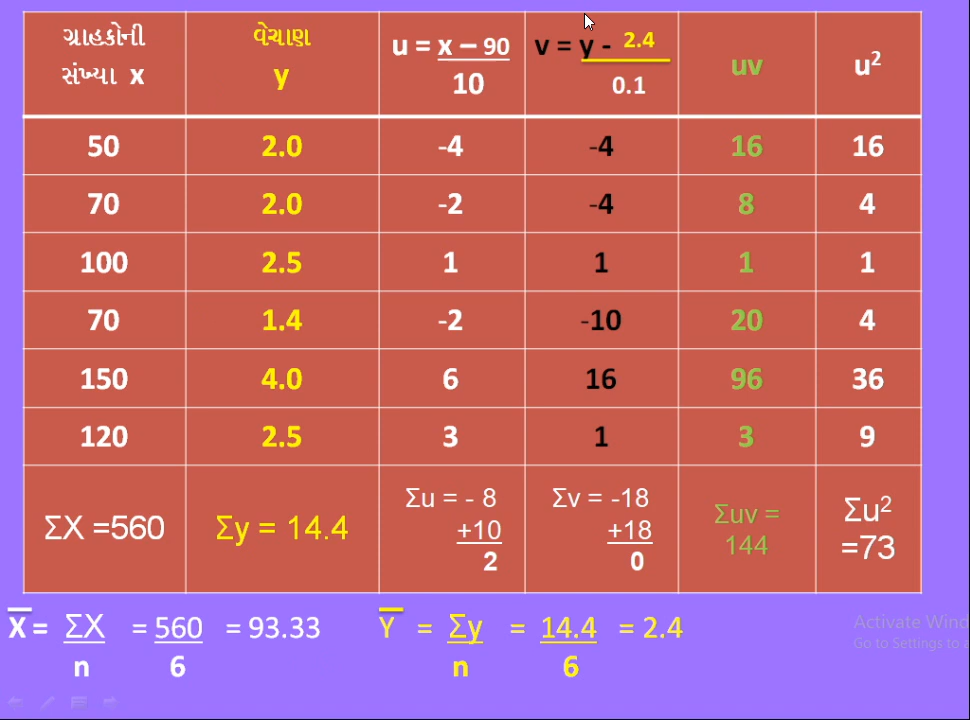 ગ્રાહકોની સંખ્યા x | વેચાણ y | u = x – 90 / 10 | v = y - 2.4 / 0.1 | uv | u²
50 | 2.0 | -4 | -4 | 16 | 16
70 | 2.0 | -2 | -4 | 8 | 4
100 | 2.5 | 1 | 1 | 1 | 1
70 | 1.4 | -2 | -10 | 20 | 4
150 | 4.0 | 6 | 16 | 96 | 36
120 | 2.5 | 3 | 1 | 3 | 9
ΣX =560 | Σy = 14.4 | Σu = - 8 +10 2 | Σv = -18 +18 0 | Σuv = 144 | Σu² =73
X̅ = ΣX / n = 560 / 6 = 93.33
Y̅ = Σy / n = 14.4 / 6 = 2.4
Activate Wind
Go to Settings to a